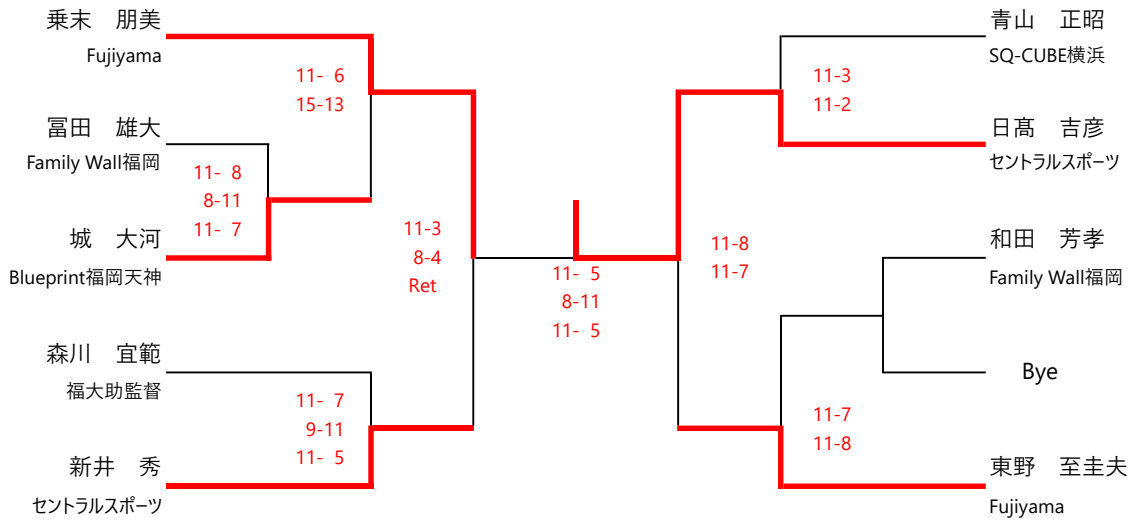 乗末 朋美
Fujiyama
11- 6
15-13
冨田 雄大
Family Wall福岡
11- 8
8-11
11- 7
城 大河
Blueprint福岡天神
11-3
8-4
Ret
森川 宜範
福大助監督
11- 7
9-11
11- 5
新井 秀
セントラルスポーツ
11- 5
8-11
11- 5
青山 正昭
SQ-CUBE横浜
11-3
11-2
日髙 吉彦
セントラルスポーツ
11-8
11-7
和田 芳孝
Family Wall福岡
Bye
11-7
11-8
東野 至圭夫
Fujiyama